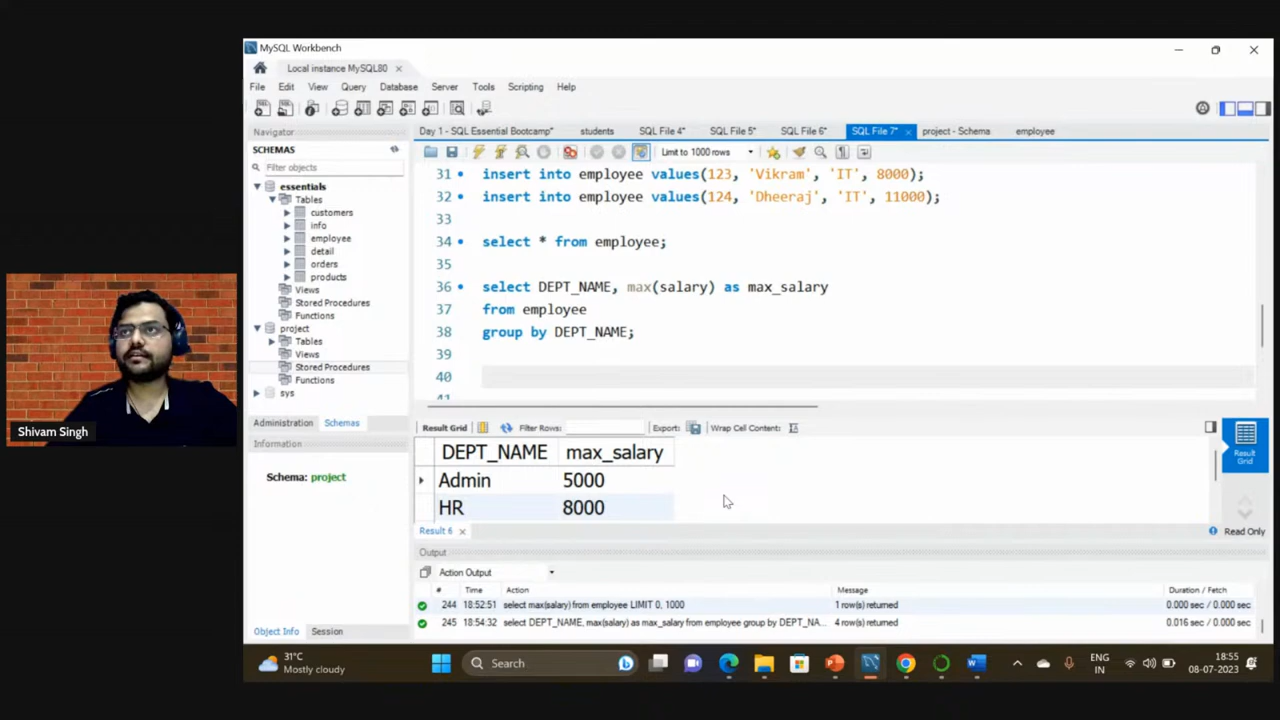 MySQL Workbench
Local instance MySQL80 ×
File Edit View Query Database Server Tools Scripting Help
Navigator
SCHEMAS
Filter objects
essentials
Tables
customers
info
employee
detail
orders
products
Views
Stored Procedures
Functions
project
Tables
Views
Stored Procedures
Functions
sys
Administration Schemas
Information
Schema: project
Object Info Session
Day 1 - SQL Essential Bootcamp* students SQL File 4* SQL File 5* SQL File 6* SQL File 7* × project - Schema employee
Limit to 1000 rows
31 insert into employee values(123, 'Vikram', 'IT', 8000);
32 insert into employee values(124, 'Dheeraj', 'IT', 11000);
33
34 select * from employee;
35
36 select DEPT_NAME, max(salary) as max_salary
37 from employee
38 group by DEPT_NAME;
39
40
41
Result Grid Filter Rows: Export: Wrap Cell Content:
DEPT_NAME max_salary
Admin 5000
HR 8000
Result Grid
Result 6 × Read Only
Output
Action Output
# Time Action Message Duration / Fetch
244 18:52:51 select max(salary) from employee LIMIT 0, 1000 1 row(s) returned 0.000 sec / 0.000 sec
245 18:54:32 select DEPT_NAME, max(salary) as max_salary from employee group by DEPT_NA... 4 row(s) returned 0.016 sec / 0.000 sec
Shivam Singh
31°C
Mostly cloudy
Search
ENG
IN
18:55
08-07-2023